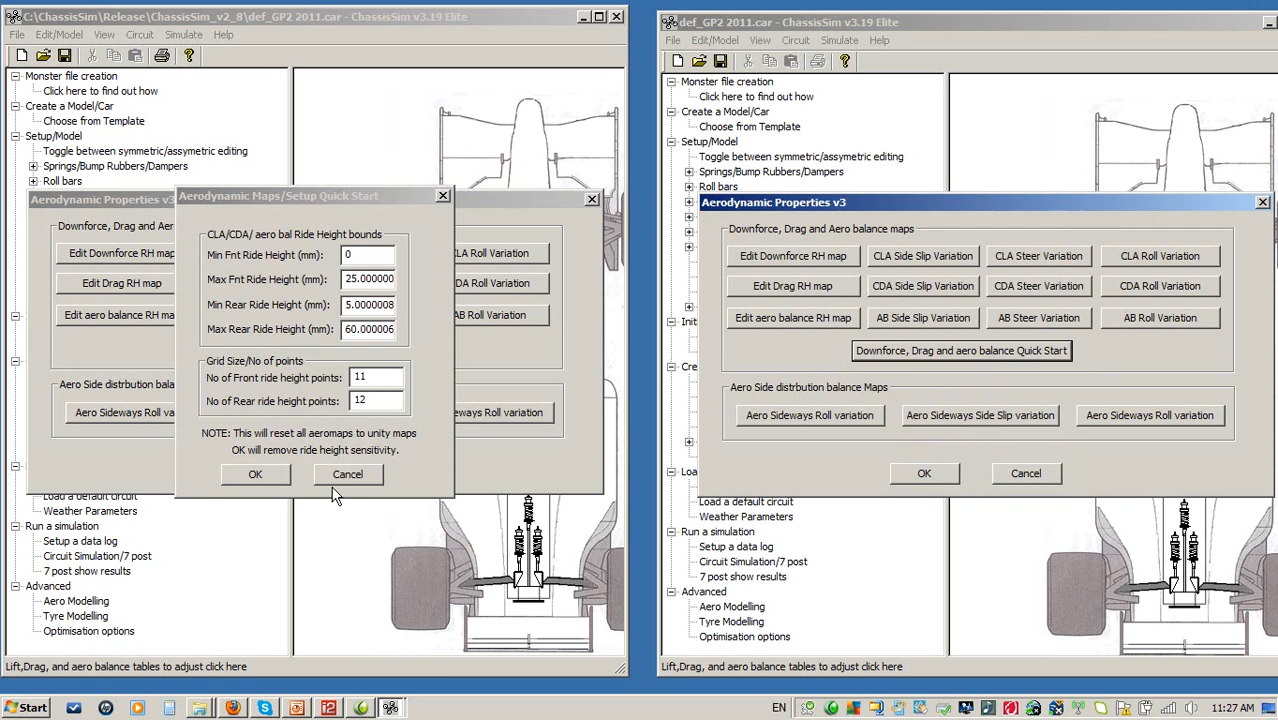 C:\ChassisSim\Release\ChassisSim_v2_8\def_GP2 2011.car - ChassisSim v3.19 Elite
File Edit/Model View Circuit Simulate Help
Monster file creation
Click here to find out how
Create a Model/Car
Choose from Template
Setup/Model
Toggle between symmetric/assymetric editing
Springs/Bump Rubbers/Dampers
Roll bars
Aerodynamic Properties v3
Downforce, Drag and Aer
Edit Downforce RH map
Edit Drag RH map
Edit aero balance RH map
CLA Roll Variation
CDA Roll Variation
AB Roll Variation
Aero Side distrbution bala
Aero Sideways Roll va
eways Roll variation
Aerodynamic Maps/Setup Quick Start
CLA/CDA/ aero bal Ride Height bounds
Min Fnt Ride Height (mm): 0
Max Fnt Ride Height (mm): 25.000000
Min Rear Ride Height (mm): 5.0000008
Max Rear Ride Height (mm): 60.000006
Grid Size/No of points
No of Front ride height points: 11
No of Rear ride height points: 12
NOTE: This will reset all aeromaps to unity maps
OK will remove ride height sensitivity.
OK Cancel
Load a default circuit
Weather Parameters
Run a simulation
Setup a data log
Circuit Simulation/7 post
7 post show results
Advanced
Aero Modelling
Tyre Modelling
Optimisation options
Lift,Drag, and aero balance tables to adjust click here
def_GP2 2011.car - ChassisSim v3.19 Elite
File Edit/Model View Circuit Simulate Help
Monster file creation
Click here to find out how
Create a Model/Car
Choose from Template
Setup/Model
Toggle between symmetric/assymetric editing
Springs/Bump Rubbers/Dampers
Roll bars
Init
Cre
Aerodynamic Properties v3
Downforce, Drag and Aero balance maps
Edit Downforce RH map CLA Side Slip Variation CLA Steer Variation CLA Roll Variation
Edit Drag RH map CDA Side Slip Variation CDA Steer Variation CDA Roll Variation
Edit aero balance RH map AB Side Slip Variation AB Steer Variation AB Roll Variation
Downforce, Drag and aero balance Quick Start
Aero Side distrbution balance Maps
Aero Sideways Roll variation Aero Sideways Side Slip variation Aero Sideways Roll variation
OK Cancel
Loa
Load a default circuit
Weather Parameters
Run a simulation
Setup a data log
Circuit Simulation/7 post
7 post show results
Advanced
Aero Modelling
Tyre Modelling
Optimisation options
Lift,Drag, and aero balance tables to adjust click here
Start
EN
11:27 AM